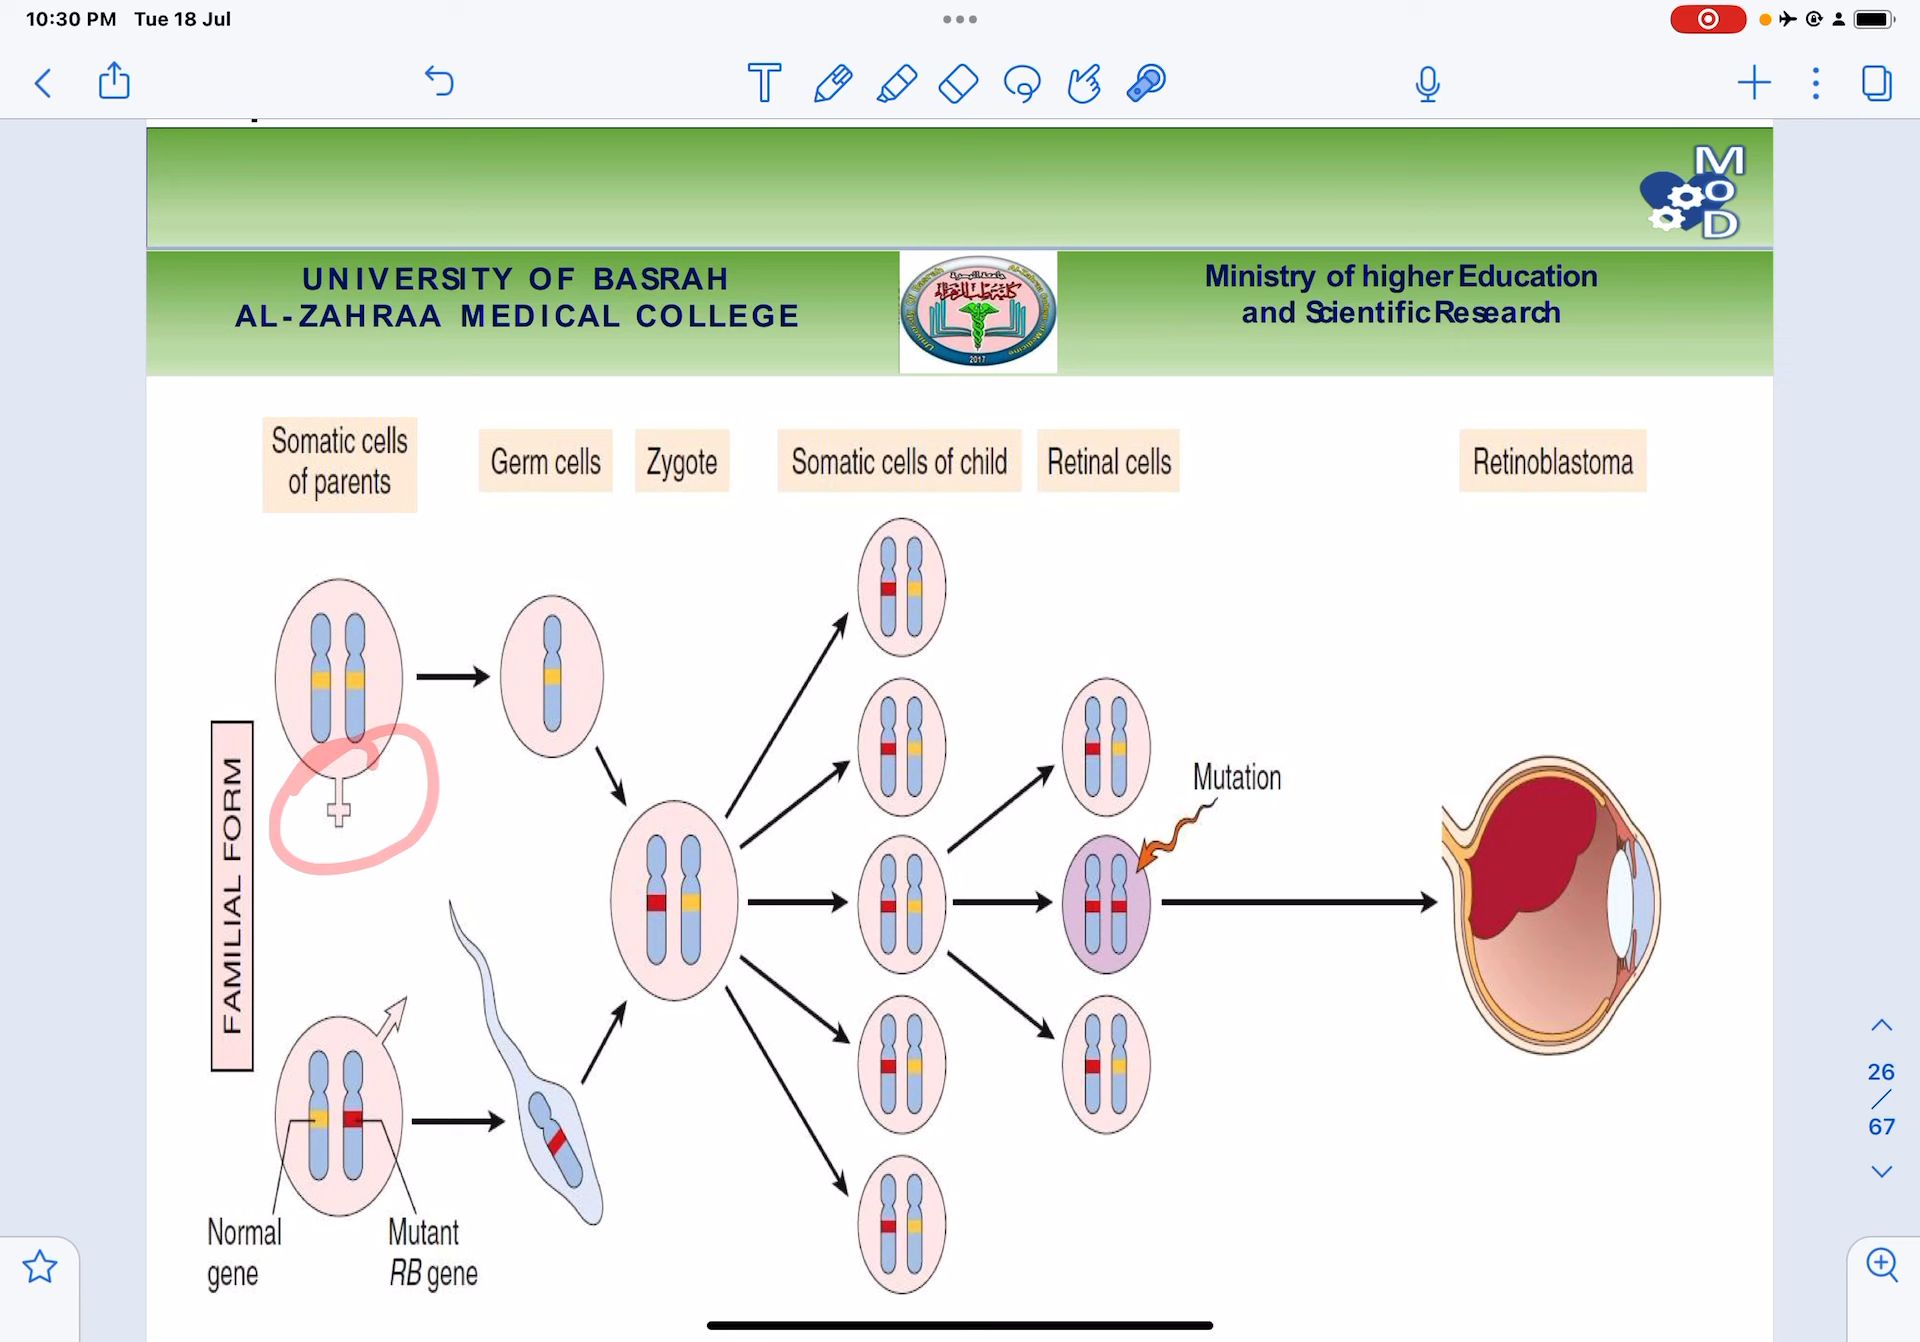 10:30 PM Tue 18 Jul
MOD
UNIVERSITY OF BASRAH
AL-ZAHRAA MEDICAL COLLEGE
2017
Ministry of higher Education
and Scientific Research
Somatic cells
of parents
Germ cells
Zygote
Somatic cells of child
Retinal cells
Retinoblastoma
FAMILIAL FORM
Mutation
Normal
gene
Mutant
RB gene
26
/
67